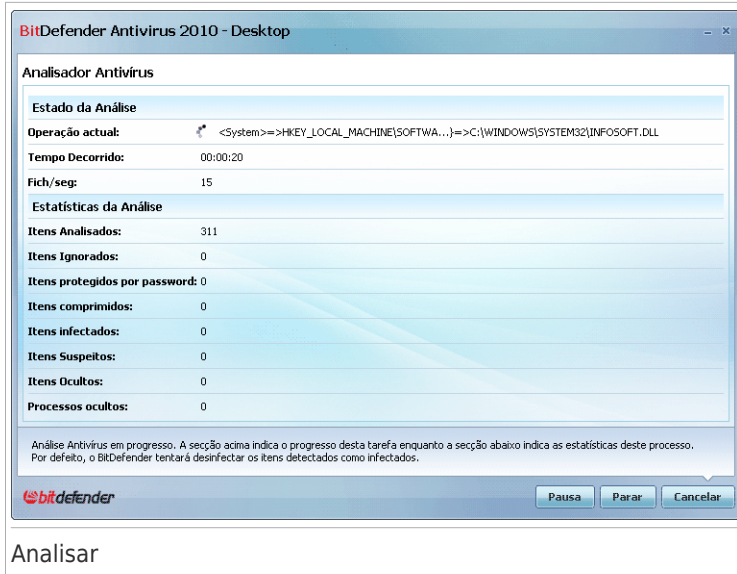 BitDefender Antivirus 2010 - Desktop
Analisador Antivírus
Estado da Análise
Operação actual: <System>=>HKEY_LOCAL_MACHINE\SOFTWA...}=>C:\WINDOWS\SYSTEM32\INFOSOFT.DLL
Tempo Decorrido: 00:00:20
Fich/seg: 15
Estatísticas da Análise
Itens Analisados: 311
Itens Ignorados: 0
Itens protegidos por password: 0
Itens comprimidos: 0
Itens infectados: 0
Itens Suspeitos: 0
Itens Ocultos: 0
Processos ocultos: 0
Análise Antivírus em progresso. A secção acima indica o progresso desta tarefa enquanto a secção abaixo indica as estatísticas deste processo.
Por defeito, o BitDefender tentará desinfectar os itens detectados como infectados.
bitdefender
Pausa Parar Cancelar
Analisar